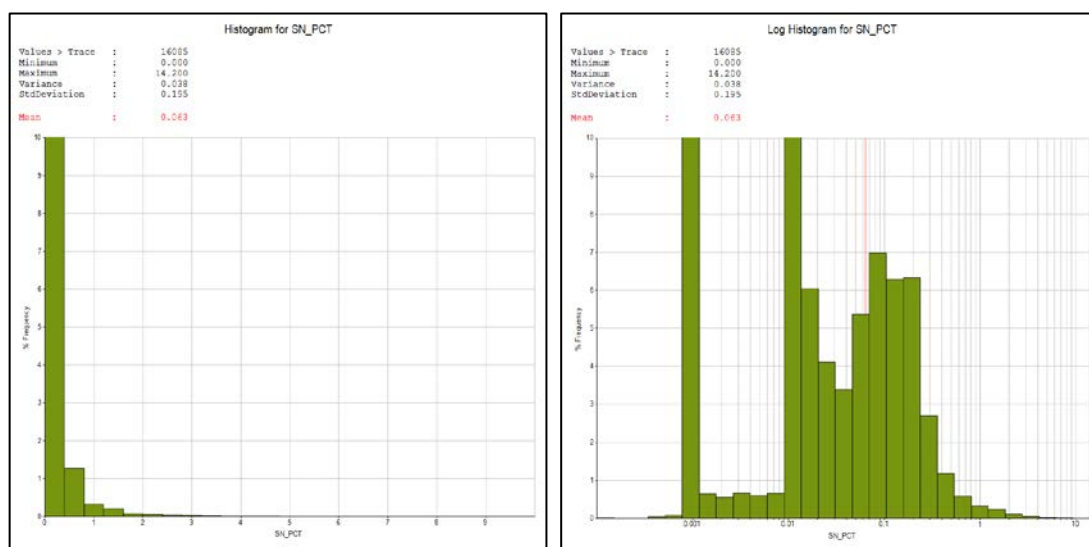 Histogram for SN_PCT
Values > Trace : 16085
Minimum : 0.000
Maximum : 14.200
Variance : 0.038
StdDeviation : 0.195
Mean : 0.063
10
9
8
7
6
5
4
3
2
1
0
% Frequency
0 1 2 3 4 5 6 7 8 9
SN_PCT
Log Histogram for SN_PCT
Values > Trace : 16085
Minimum : 0.000
Maximum : 14.200
Variance : 0.038
StdDeviation : 0.195
Mean : 0.063
10
9
8
7
6
5
4
3
2
1
0
% Frequency
0.001 0.01 0.1 1 10
SN_PCT